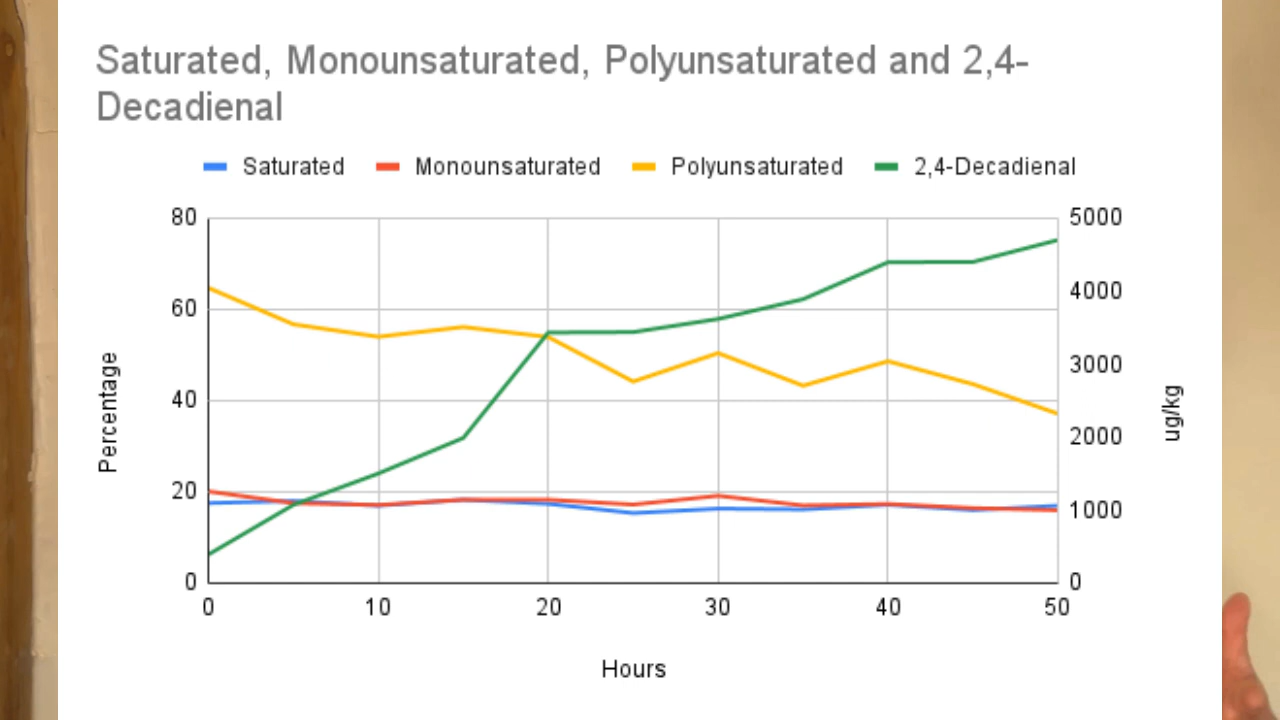 Saturated, Monounsaturated, Polyunsaturated and 2,4-
Decadienal
Saturated Monounsaturated Polyunsaturated 2,4-Decadienal
80 5000
4000
60
3000
40
2000
20
1000
0 0
0 10 20 30 40 50
Percentage
ug/kg
Hours